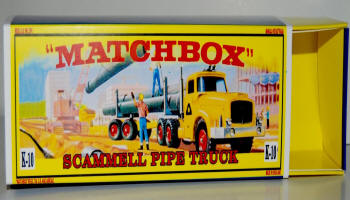 "MATCHBOX"
K-10
SCAMMELL PIPE TRUCK
K-10